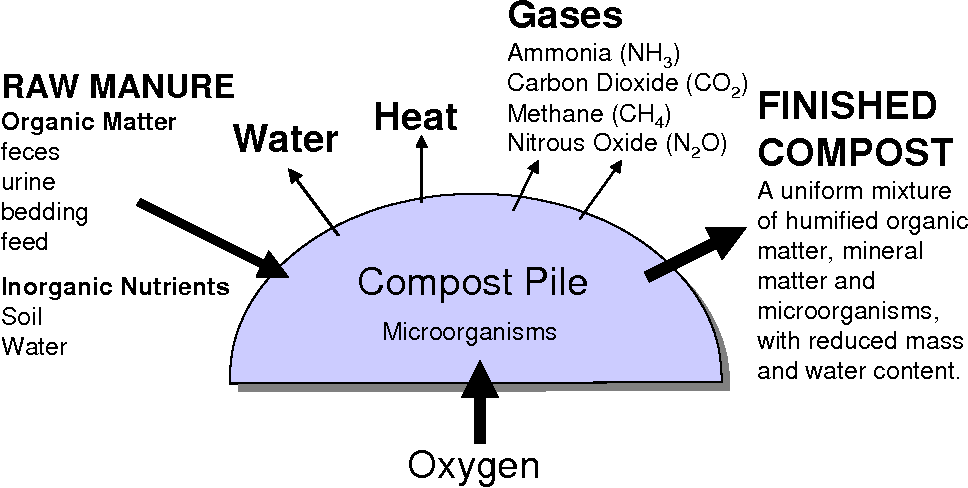 RAW MANURE
Organic Matter
feces
urine
bedding
feed
Inorganic Nutrients
Soil
Water
Water
Heat
Gases
Ammonia (NH3)
Carbon Dioxide (CO2)
Methane (CH4)
Nitrous Oxide (N2O)
Compost Pile
Microorganisms
Oxygen
FINISHED
COMPOST
A uniform mixture
of humified organic
matter, mineral
matter and
microorganisms,
with reduced mass
and water content.